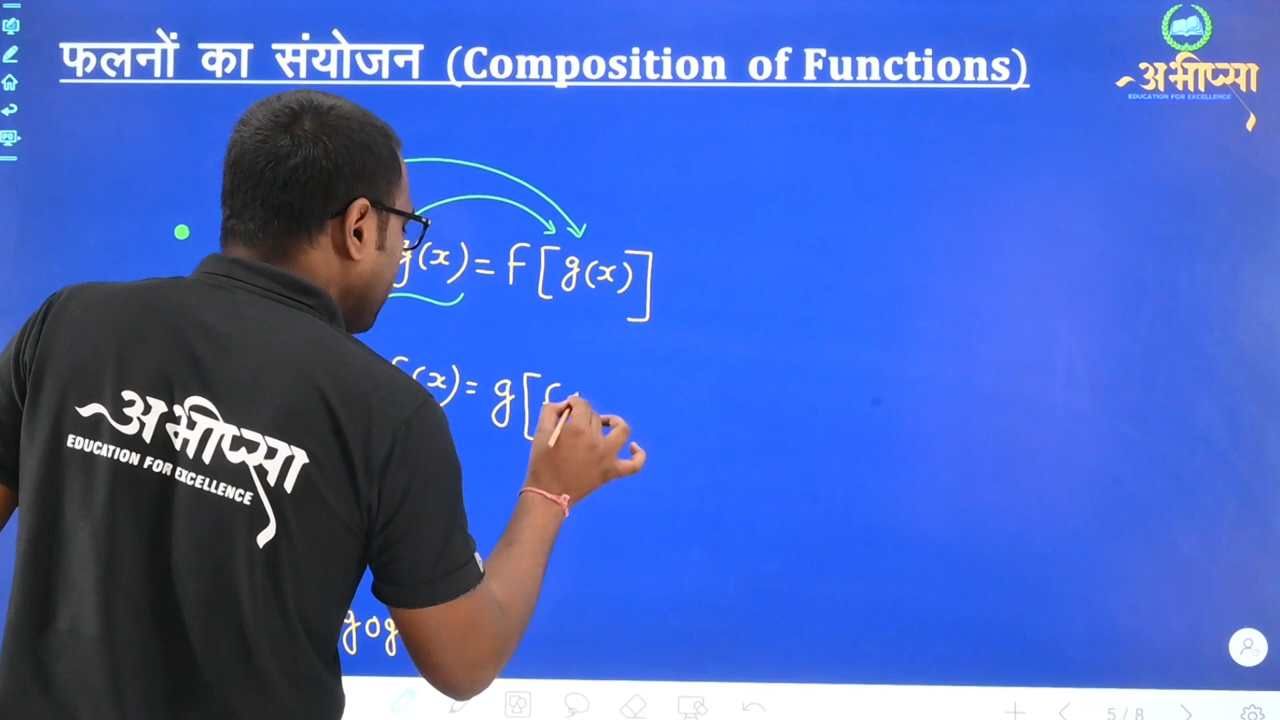 फलनों का संयोजन (Composition of Functions)
अभीप्सा
EDUCATION FOR EXCELLENCE
g(x) = f[g(x)]
(x) = g[f
अभीप्सा
EDUCATION FOR EXCELLENCE
gog
5 / 8